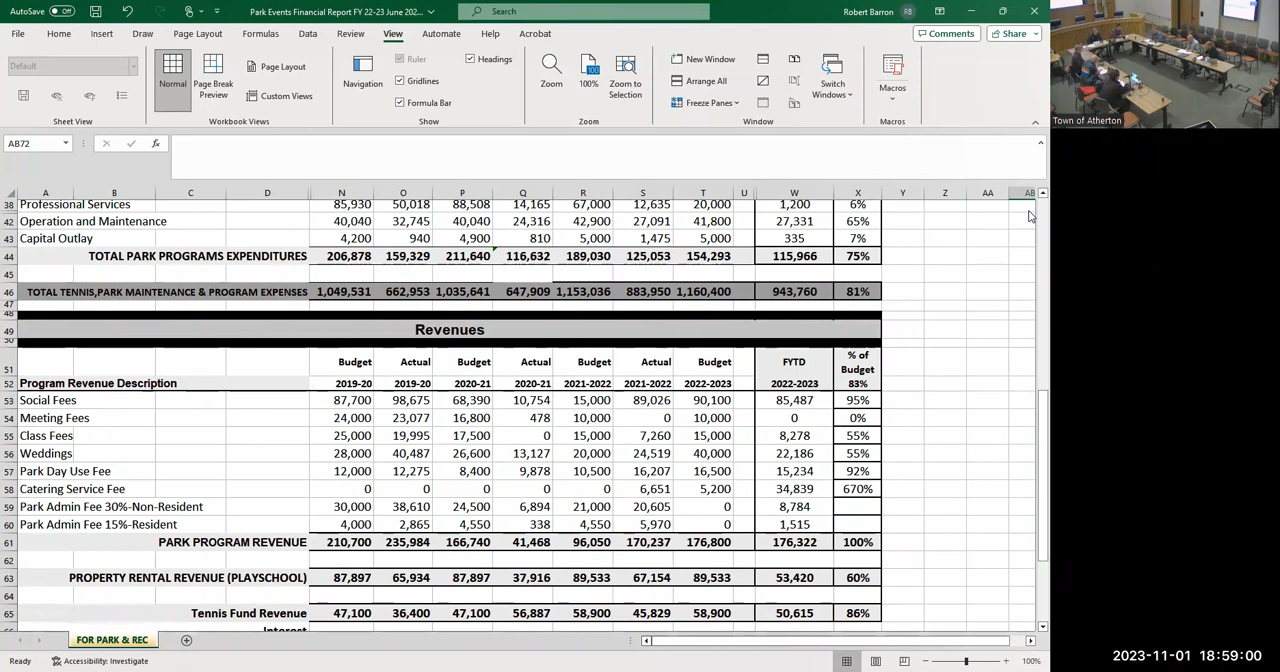 AutoSave Off Park Events Financial Report FY 22-23 June 202... Search Robert Barron RB
File Home Insert Draw Page Layout Formulas Data Review View Automate Help Acrobat Comments Share
Default Normal Page Break Preview Page Layout Custom Views Navigation Ruler Gridlines Formula Bar Headings Zoom 100% Zoom to Selection New Window Arrange All Freeze Panes Switch Windows Macros
Sheet View Workbook Views Show Zoom Window Macros
AB72 fx
Town of Atherton
A B C D N O P Q R S T U W X Y Z AA AB
38 Professional Services 85,930 50,018 88,508 14,165 67,000 12,635 20,000 1,200 6%
42 Operation and Maintenance 40,040 32,745 40,040 24,316 42,900 27,091 41,800 27,331 65%
43 Capital Outlay 4,200 940 4,900 810 5,000 1,475 5,000 335 7%
44 TOTAL PARK PROGRAMS EXPENDITURES 206,878 159,329 211,640 116,632 189,030 125,053 154,293 115,966 75%
45
46 TOTAL TENNIS,PARK MAINTENANCE & PROGRAM EXPENSES 1,049,531 662,953 1,035,641 647,909 1,153,036 883,950 1,160,400 943,760 81%
47
48
49 Revenues
50
51 Budget Actual Budget Actual Budget Actual Budget FYTD % of Budget
52 Program Revenue Description 2019-20 2019-20 2020-21 2020-21 2021-2022 2021-2022 2022-2023 2022-2023 83%
53 Social Fees 87,700 98,675 68,390 10,754 15,000 89,026 90,100 85,487 95%
54 Meeting Fees 24,000 23,077 16,800 478 10,000 0 10,000 0 0%
55 Class Fees 25,000 19,995 17,500 0 15,000 7,260 15,000 8,278 55%
56 Weddings 28,000 40,487 26,600 13,127 20,000 24,519 40,000 22,186 55%
57 Park Day Use Fee 12,000 12,275 8,400 9,878 10,500 16,207 16,500 15,234 92%
58 Catering Service Fee 0 0 0 0 0 6,651 5,200 34,839 670%
59 Park Admin Fee 30%-Non-Resident 30,000 38,610 24,500 6,894 21,000 20,605 0 8,784
60 Park Admin Fee 15%-Resident 4,000 2,865 4,550 338 4,550 5,970 0 1,515
61 PARK PROGRAM REVENUE 210,700 235,984 166,740 41,468 96,050 170,237 176,800 176,322 100%
62
63 PROPERTY RENTAL REVENUE (PLAYSCHOOL) 87,897 65,934 87,897 37,916 89,533 67,154 89,533 53,420 60%
64
65 Tennis Fund Revenue 47,100 36,400 47,100 56,887 58,900 45,829 58,900 50,615 86%
Interest
FOR PARK & REC
Ready Accessibility: Investigate 100%
2023-11-01 18:59:00